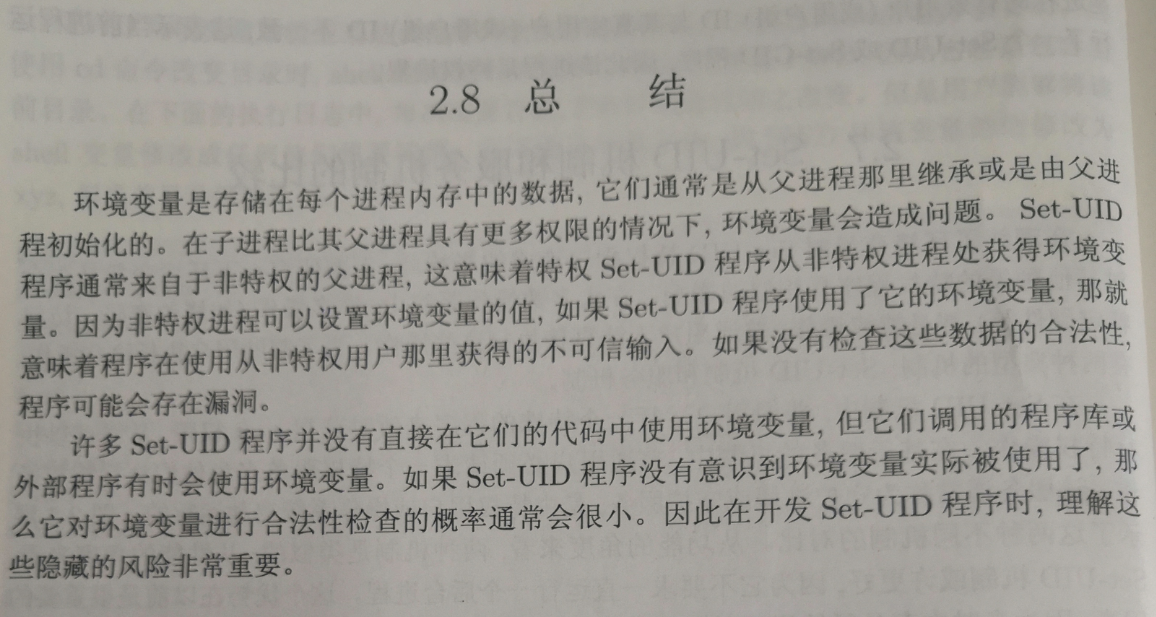 2.8 总 结
环境变量是存储在每个进程内存中的数据, 它们通常是从父进程那里继承或是由父进
程初始化的。在子进程比其父进程具有更多权限的情况下, 环境变量会造成问题。 Set-UID
程序通常来自于非特权的父进程, 这意味着特权 Set-UID 程序从非特权进程处获得环境变
量。因为非特权进程可以设置环境变量的值, 如果 Set-UID 程序使用了它的环境变量, 那就
意味着程序在使用从非特权用户那里获得的不可信输入。如果没有检查这些数据的合法性,
程序可能会存在漏洞。
许多 Set-UID 程序并没有直接在它们的代码中使用环境变量, 但它们调用的程序库或
外部程序有时会使用环境变量。如果 Set-UID 程序没有意识到环境变量实际被使用了, 那
么它对环境变量进行合法性检查的概率通常会很小。因此在开发 Set-UID 程序时, 理解这
些隐藏的风险非常重要。